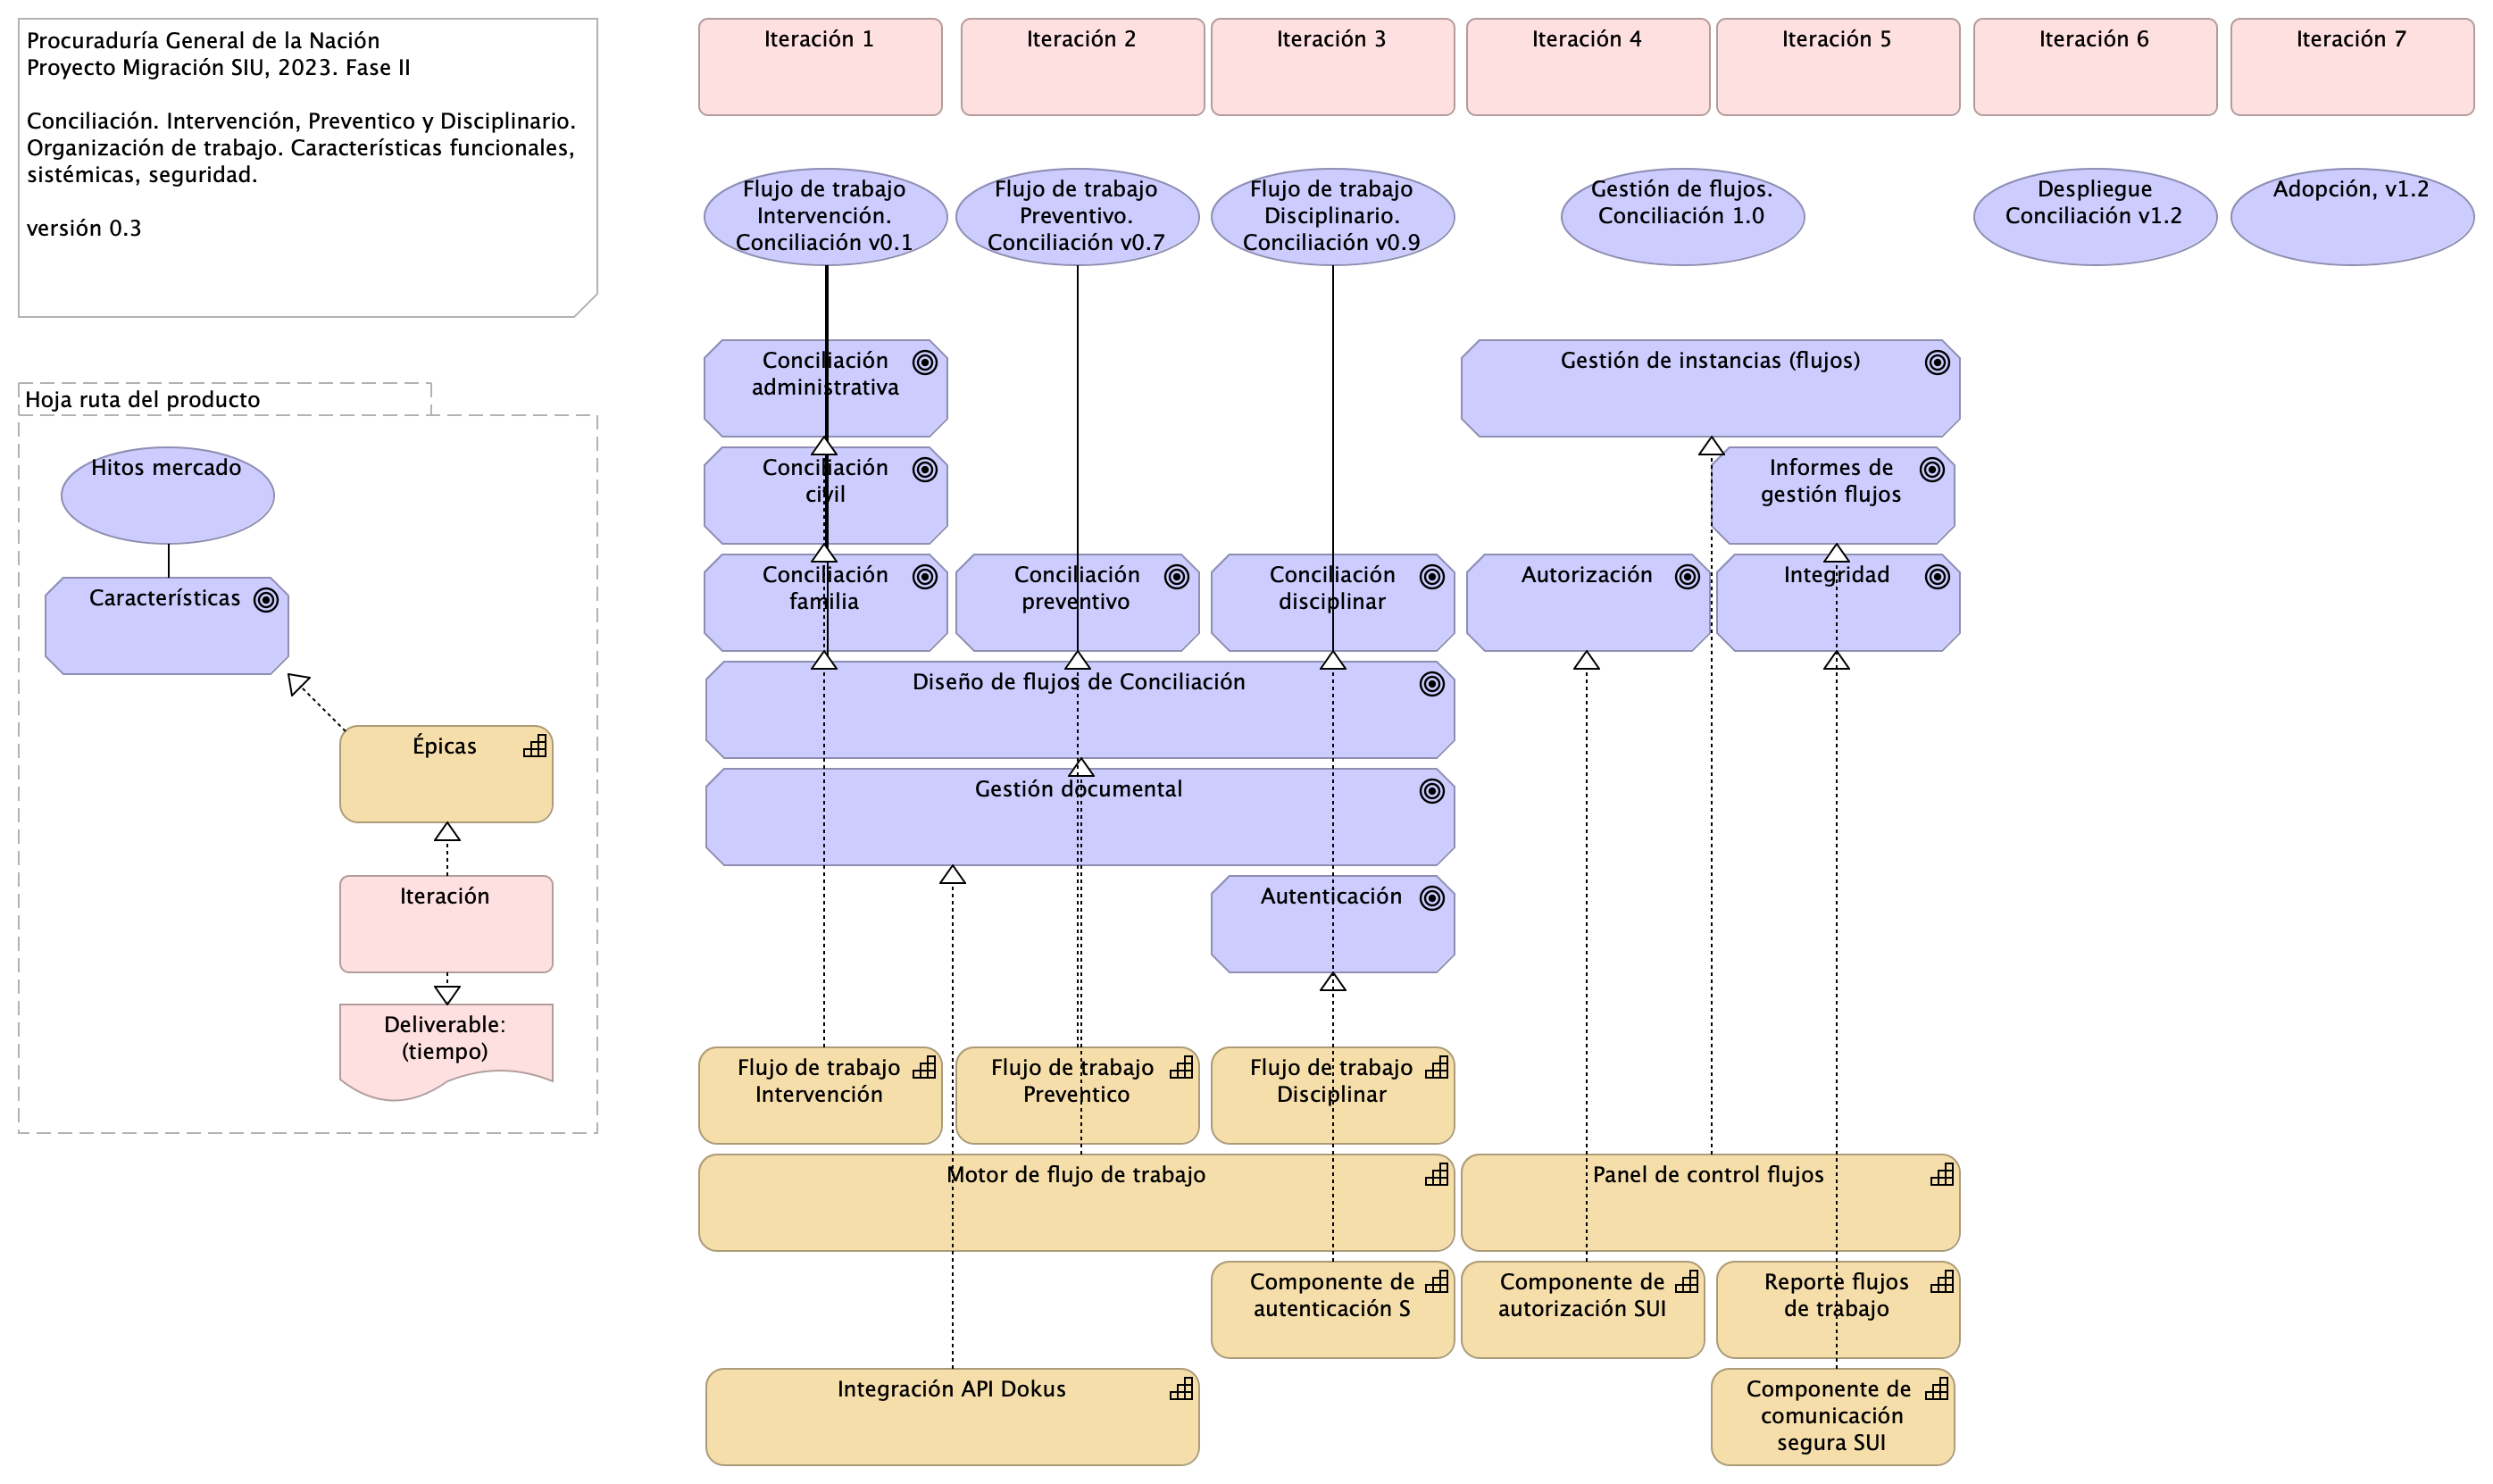 Procuraduría General de la Nación
Proyecto Migración SIU, 2023. Fase II
Conciliación. Intervención, Preventico y Disciplinario.
Organización de trabajo. Características funcionales,
sistémicas, seguridad.
versión 0.3
Hoja ruta del producto
Hitos mercado
Características
Épicas
Iteración
Deliverable:
(tiempo)
Iteración 1
Iteración 2
Iteración 3
Iteración 4
Iteración 5
Iteración 6
Iteración 7
Flujo de trabajo
Intervención.
Conciliación v0.1
Flujo de trabajo
Preventivo.
Conciliación v0.7
Flujo de trabajo
Disciplinario.
Conciliación v0.9
Gestión de flujos.
Conciliación 1.0
Despliegue
Conciliación v1.2
Adopción, v1.2
Conciliación
administrativa
Gestión de instancias (flujos)
Conciliación
civil
Informes de
gestión flujos
Conciliación
familia
Conciliación
preventivo
Conciliación
disciplinar
Autorización
Integridad
Diseño de flujos de Conciliación
Gestión documental
Autenticación
Flujo de trabajo
Intervención
Flujo de trabajo
Preventico
Flujo de trabajo
Disciplinar
Motor de flujo de trabajo
Panel de control flujos
Componente de
autenticación S
Componente de
autorización SUI
Reporte flujos
de trabajo
Integración API Dokus
Componente de
comunicación
segura SUI